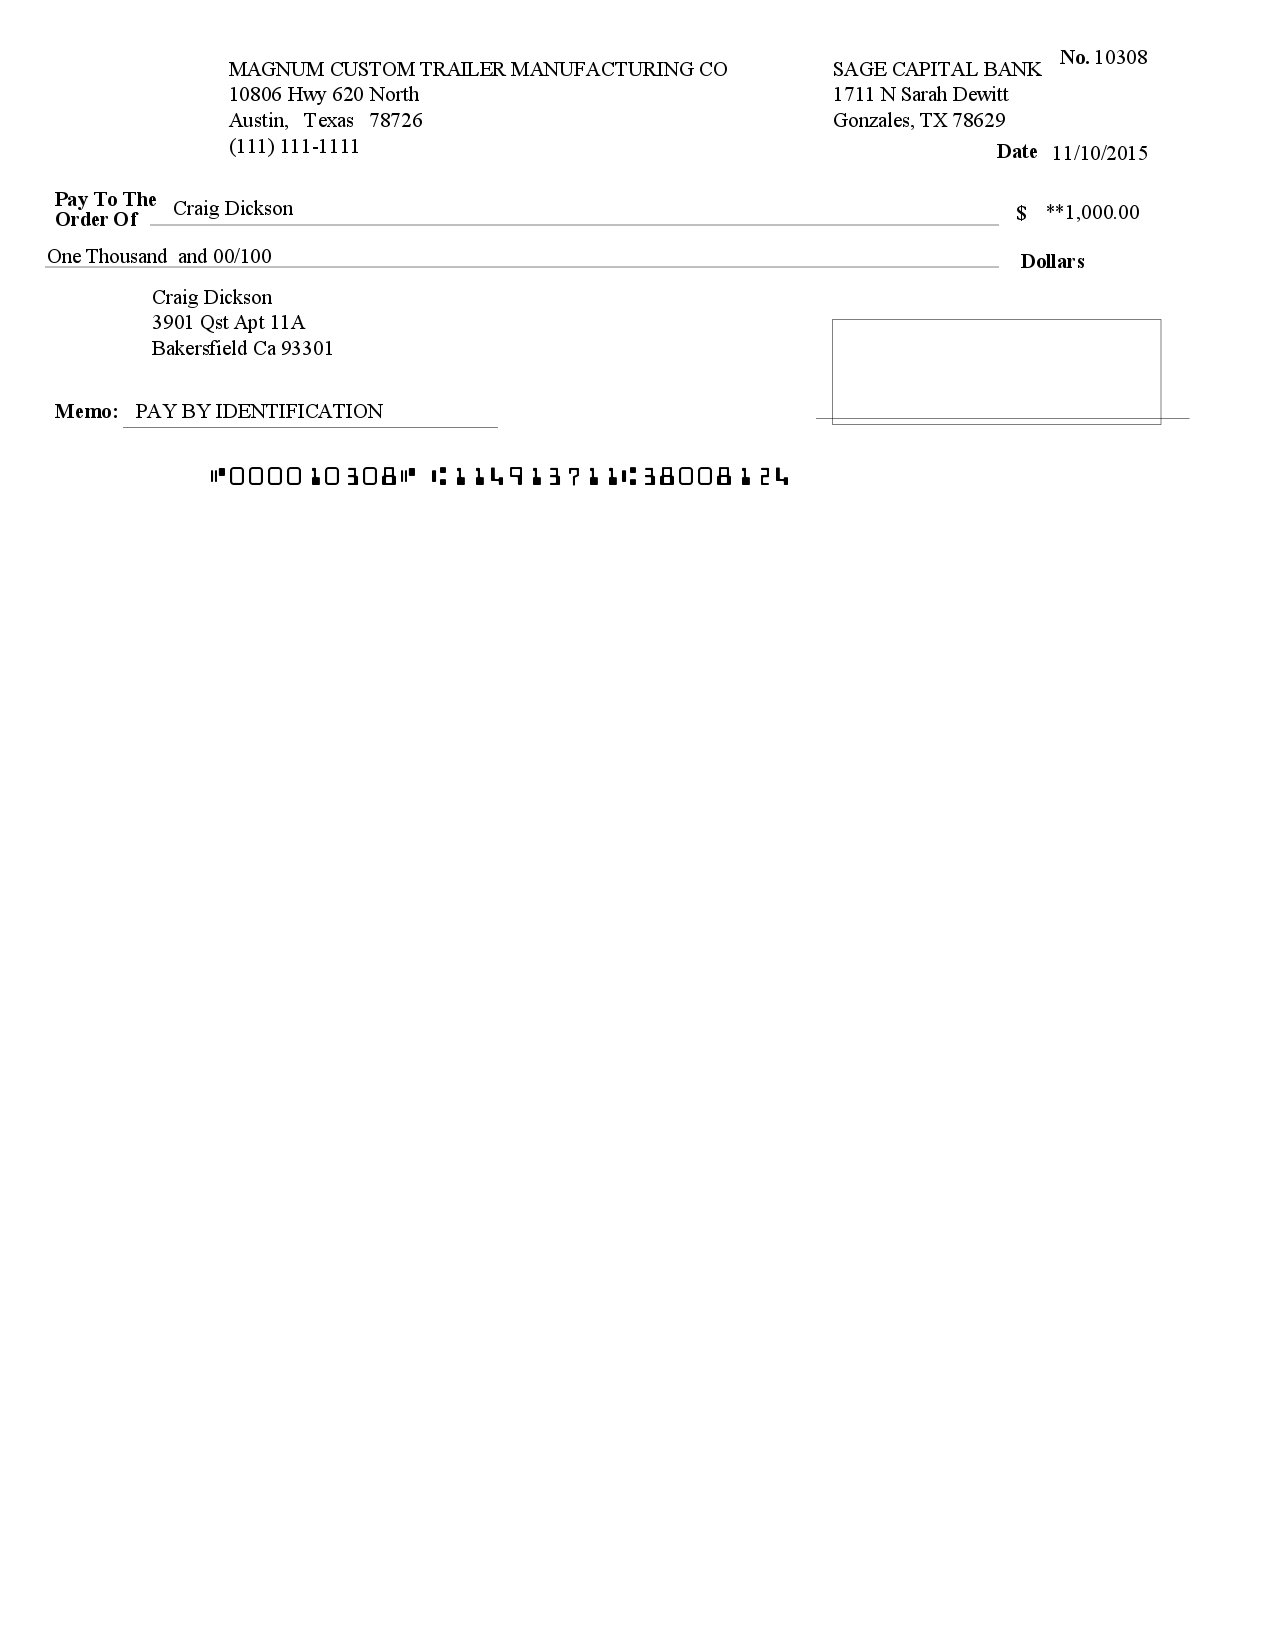 No. 10308
MAGNUM CUSTOM TRAILER MANUFACTURING CO
10806 Hwy 620 North
Austin, Texas 78726
(111) 111-1111
SAGE CAPITAL BANK
1711 N Sarah Dewitt
Gonzales, TX 78629
Date 11/10/2015
Pay To The
Order Of Craig Dickson $ **1,000.00
One Thousand and 00/100 Dollars
Craig Dickson
3901 Qst Apt 11A
Bakersfield Ca 93301
Memo: PAY BY IDENTIFICATION
⑈000010308⑈ ⑆114913711⑆38008124